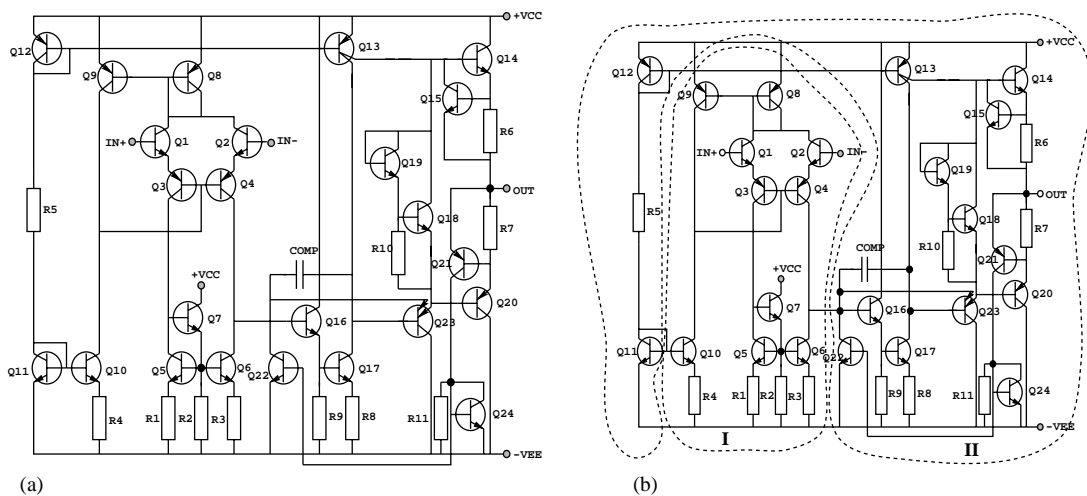 +VCC
Q12
Q13
Q14
Q9
Q8
Q15
R6
IN+
Q1
Q2
IN-
Q19
Q3
Q4
OUT
R5
Q18
R7
COMP
R10
Q21
+VCC
Q20
Q7
Q16
Q23
Q11
Q10
Q5
Q6
Q22
Q17
R4
R1
R2
R3
R9
R8
R11
Q24
-VEE
(a)
+VCC
Q12
Q13
Q14
Q9
Q8
Q15
R6
IN+
Q1
Q2
IN-
Q19
Q3
Q4
OUT
R5
Q18
R7
COMP
R10
Q21
+VCC
Q20
Q7
Q16
Q23
Q11
Q10
Q5
Q6
Q22
Q17
R4
R1
R2
R3
R9
R8
R11
Q24
-VEE
I
II
(b)